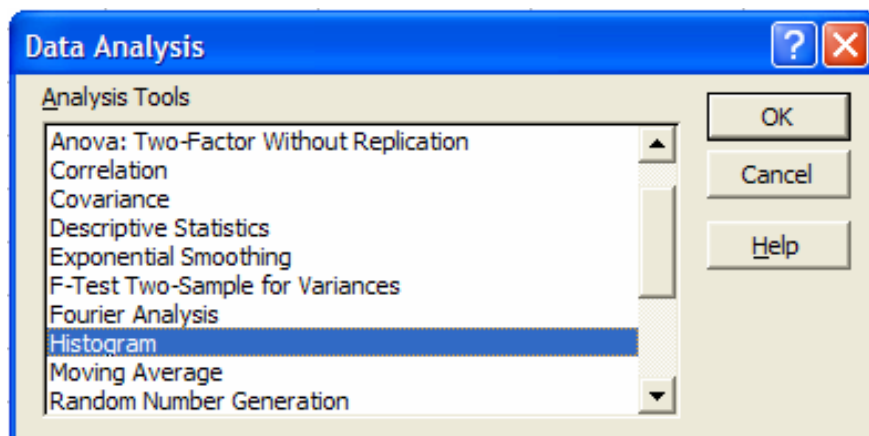 Data Analysis
Analysis Tools
Anova: Two-Factor Without Replication
Correlation
Covariance
Descriptive Statistics
Exponential Smoothing
F-Test Two-Sample for Variances
Fourier Analysis
Histogram
Moving Average
Random Number Generation
OK
Cancel
Help